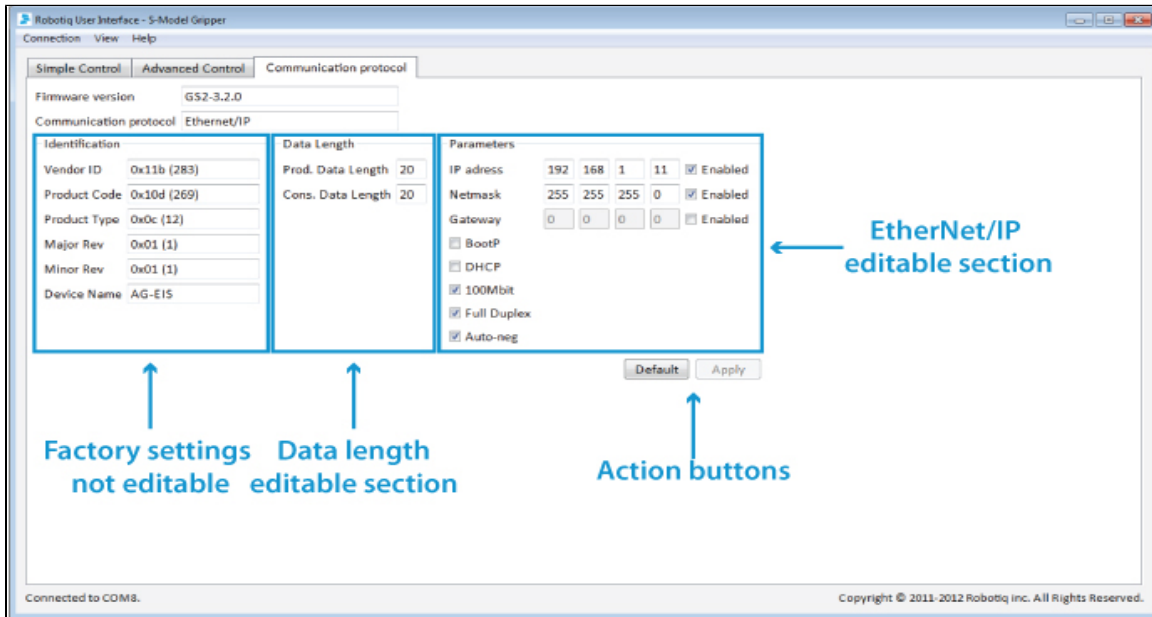 Robotiq User Interface - S-Model Gripper
Connection View Help
Simple Control Advanced Control Communication protocol
Firmware version GS2-3.2.0
Communication protocol Ethernet/IP
Identification Data Length Parameters
Vendor ID 0x11b (283) Prod. Data Length 20 IP adress 192 168 1 11 Enabled
Product Code 0x10d (269) Cons. Data Length 20 Netmask 255 255 255 0 Enabled
Product Type 0x0c (12) Gateway 0 0 0 0 Enabled
Major Rev 0x01 (1) BootP
Minor Rev 0x01 (1) DHCP
Device Name AG-EIS 100Mbit
Full Duplex
Auto-neg
EtherNet/IP
editable section
Default Apply
Factory settings
not editable
Data length
editable section
Action buttons
Connected to COM8. Copyright © 2011-2012 Robotiq inc. All Rights Reserved.